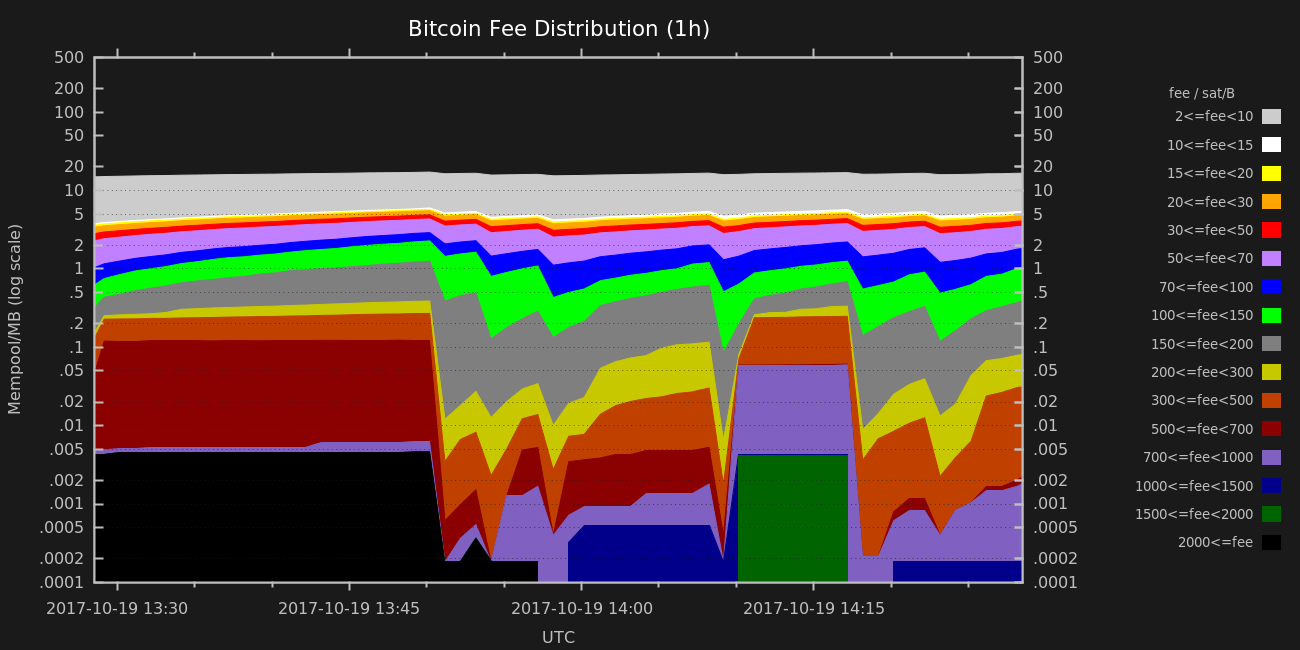 Bitcoin Fee Distribution (1h)
Mempool/MB (log scale)
500
200
100
50
20
10
5
2
1
.5
.2
.1
.05
.02
.01
.005
.002
.001
.0005
.0002
.0001
500
200
100
50
20
10
5
2
1
.5
.2
.1
.05
.02
.01
.005
.002
.001
.0005
.0002
.0001
2017-10-19 13:30
2017-10-19 13:45
2017-10-19 14:00
2017-10-19 14:15
UTC
fee / sat/B
2<=fee<10
10<=fee<15
15<=fee<20
20<=fee<30
30<=fee<50
50<=fee<70
70<=fee<100
100<=fee<150
150<=fee<200
200<=fee<300
300<=fee<500
500<=fee<700
700<=fee<1000
1000<=fee<1500
1500<=fee<2000
2000<=fee